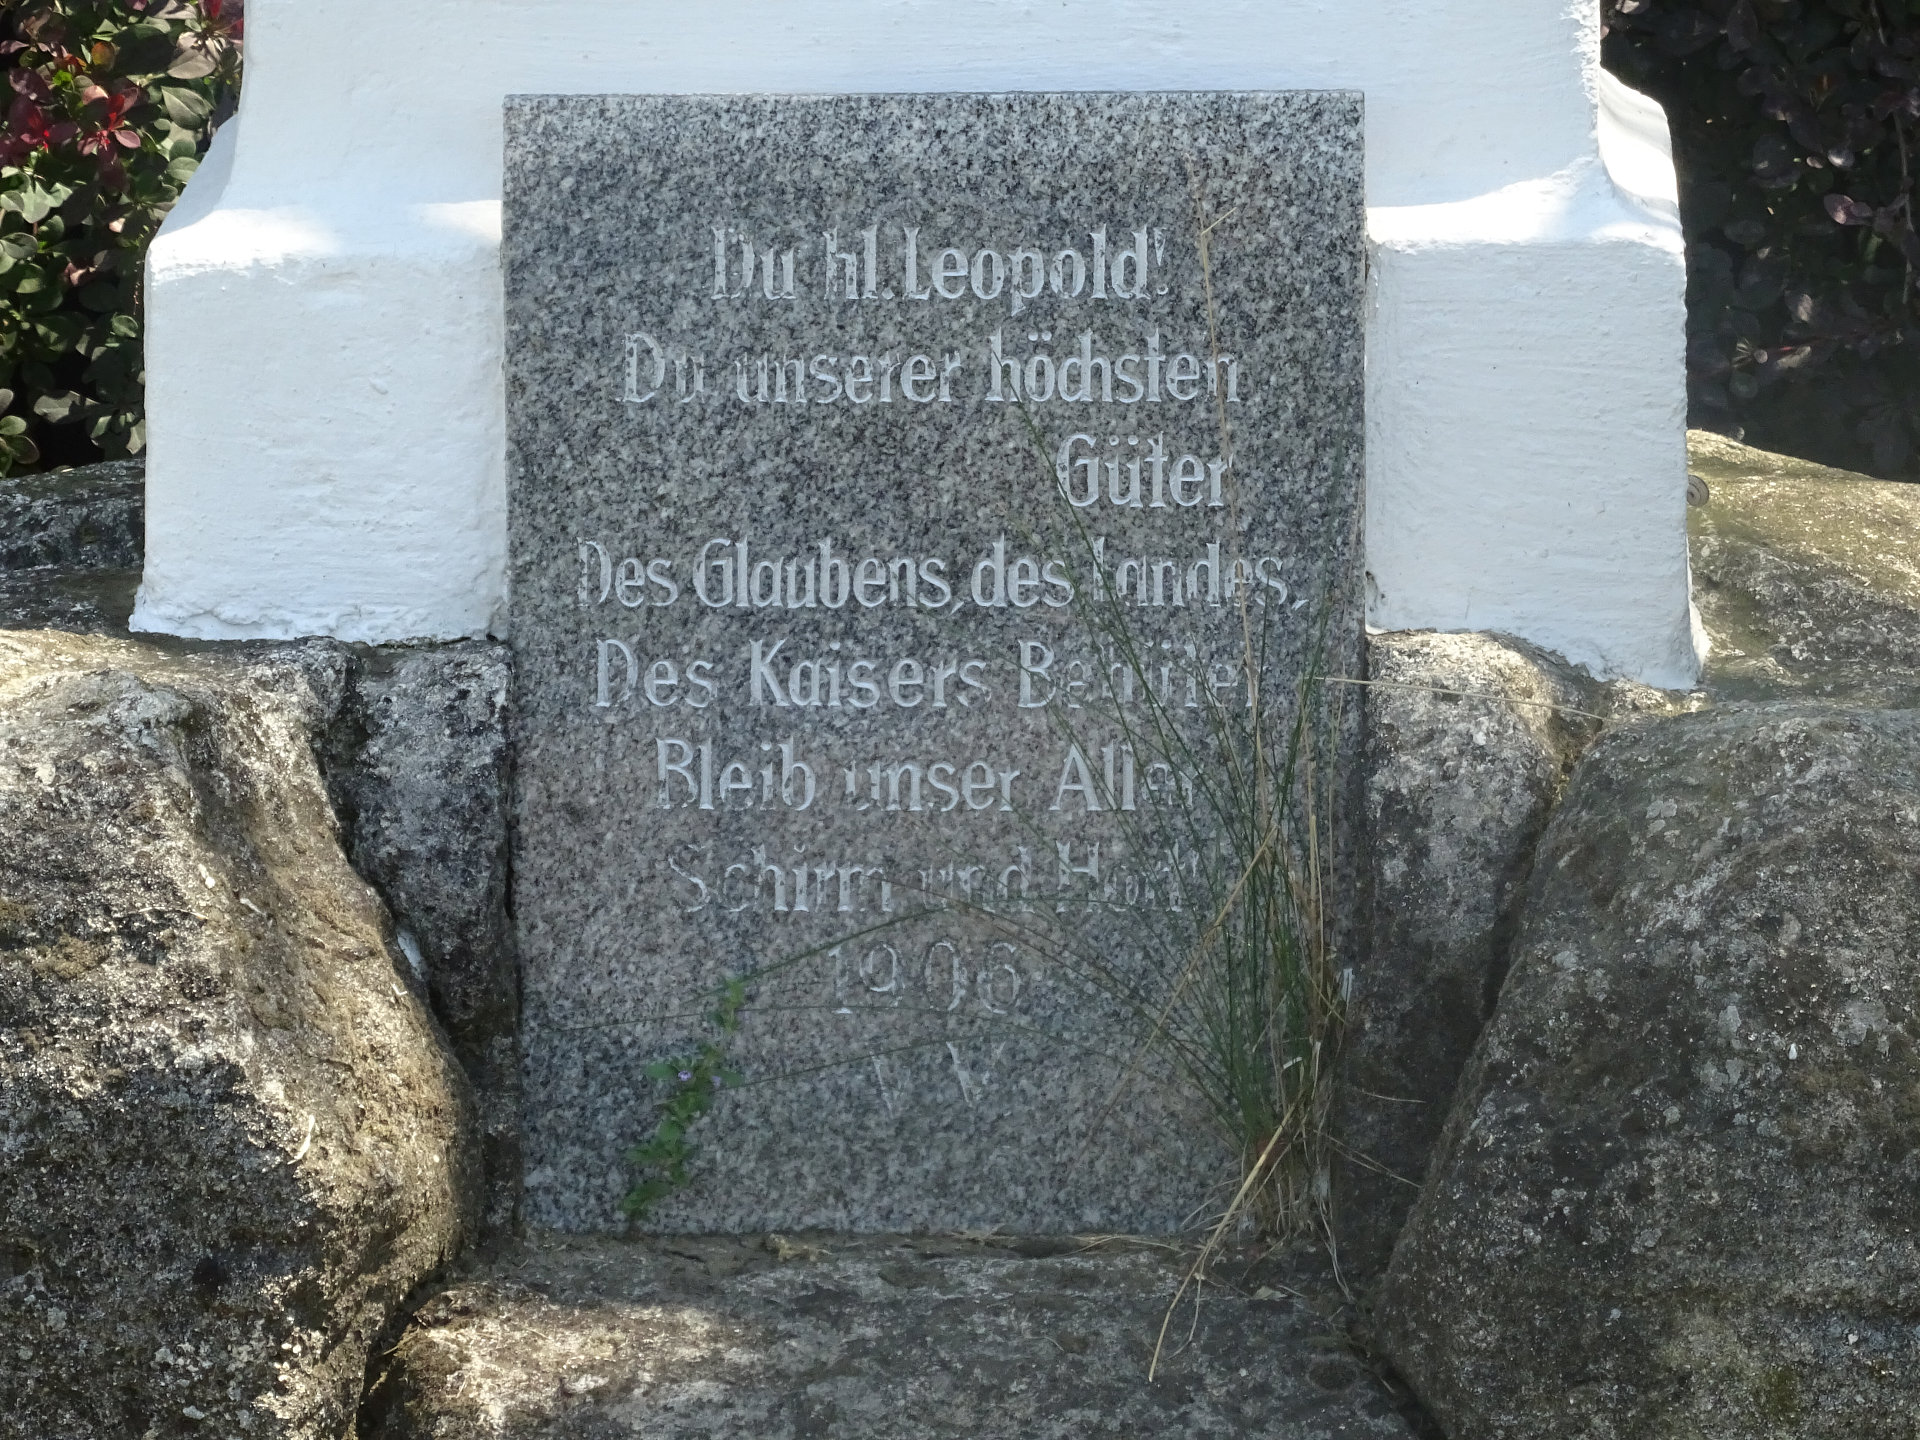 Du hl. Leopold!
Du unserer höchsten
Güter
Des Glaubens, des Landes,
Des Kaisers Behüter,
Bleib unser Aller
Schirm und Hort!
1906